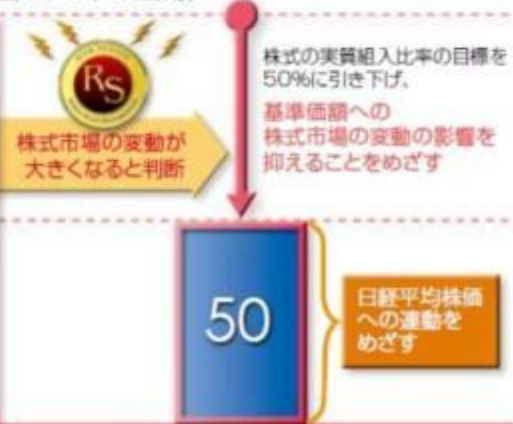 株式の実質組入比率の目標を
50%に引き下げ、
基準価額への
株式市場の変動の影響を
抑えることをめざす
RS
株式市場の変動が
大きくなると判断
50
日経平均株価
への連動を
めざす